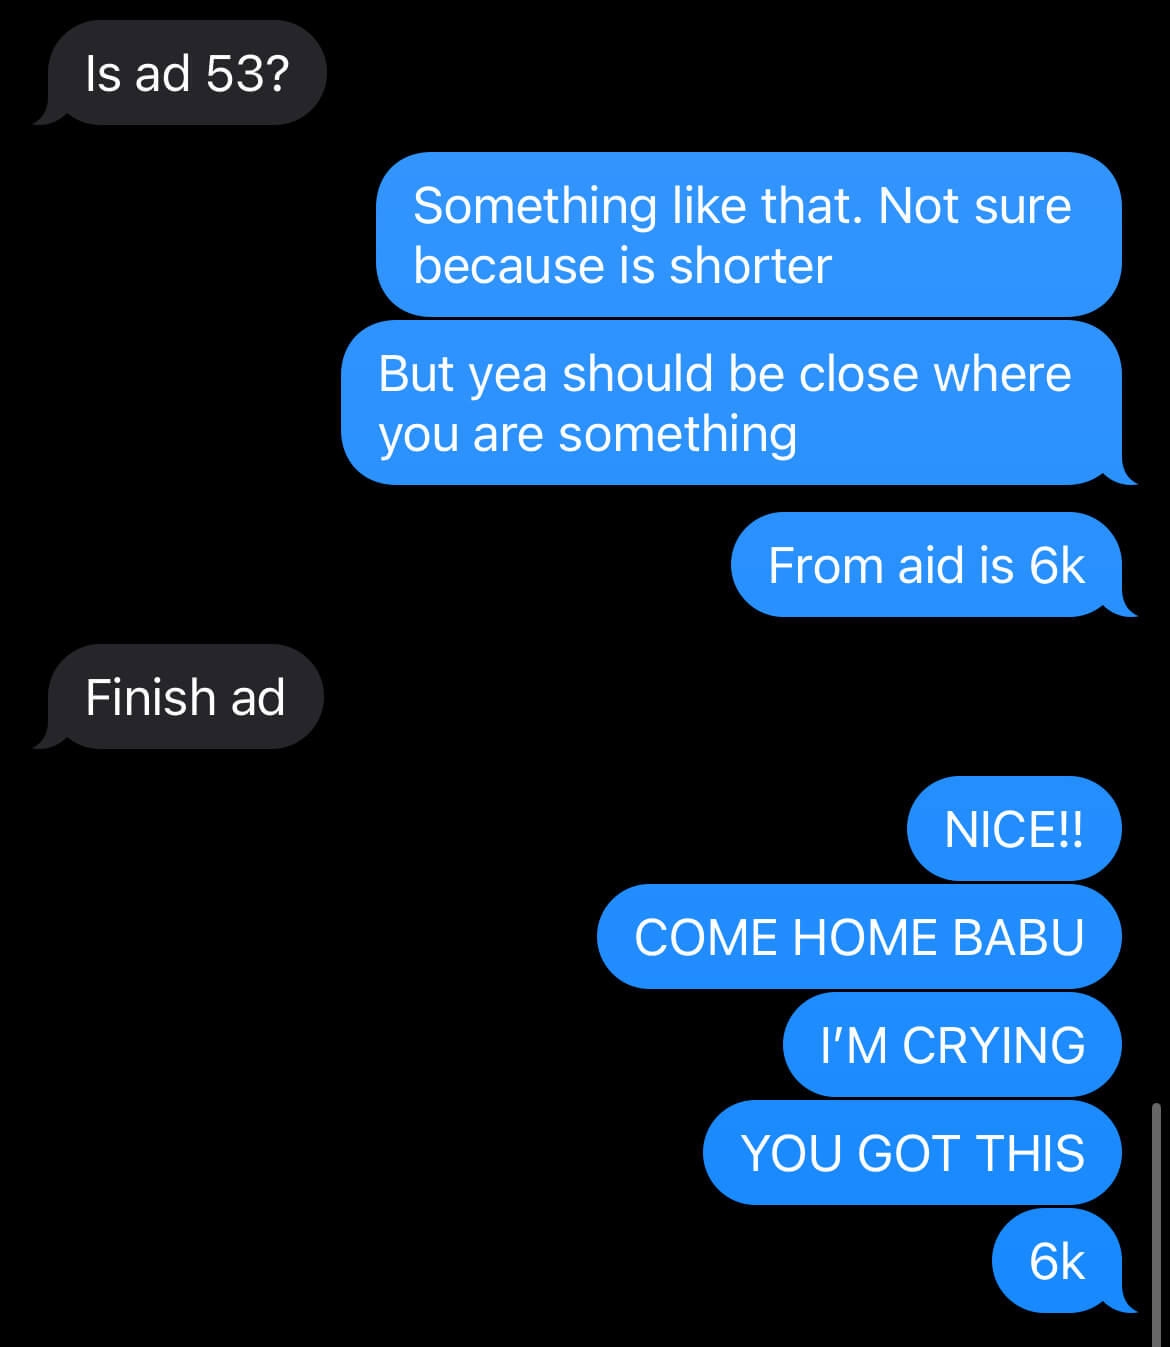 Is ad 53?
Something like that. Not sure
because is shorter
But yea should be close where
you are something
From aid is 6k
Finish ad
NICE!!
COME HOME BABU
I’M CRYING
YOU GOT THIS
6k